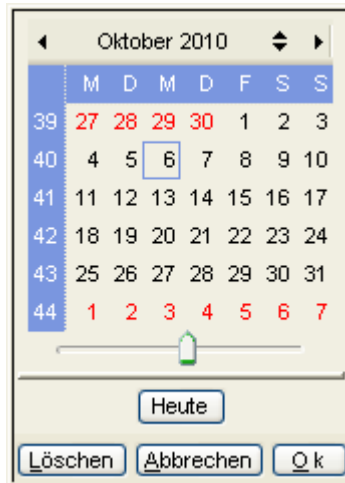 Oktober 2010
M D M D F S S
39 27 28 29 30 1 2 3
40 4 5 6 7 8 9 10
41 11 12 13 14 15 16 17
42 18 19 20 21 22 23 24
43 25 26 27 28 29 30 31
44 1 2 3 4 5 6 7
Heute
Löschen Abbrechen Ok